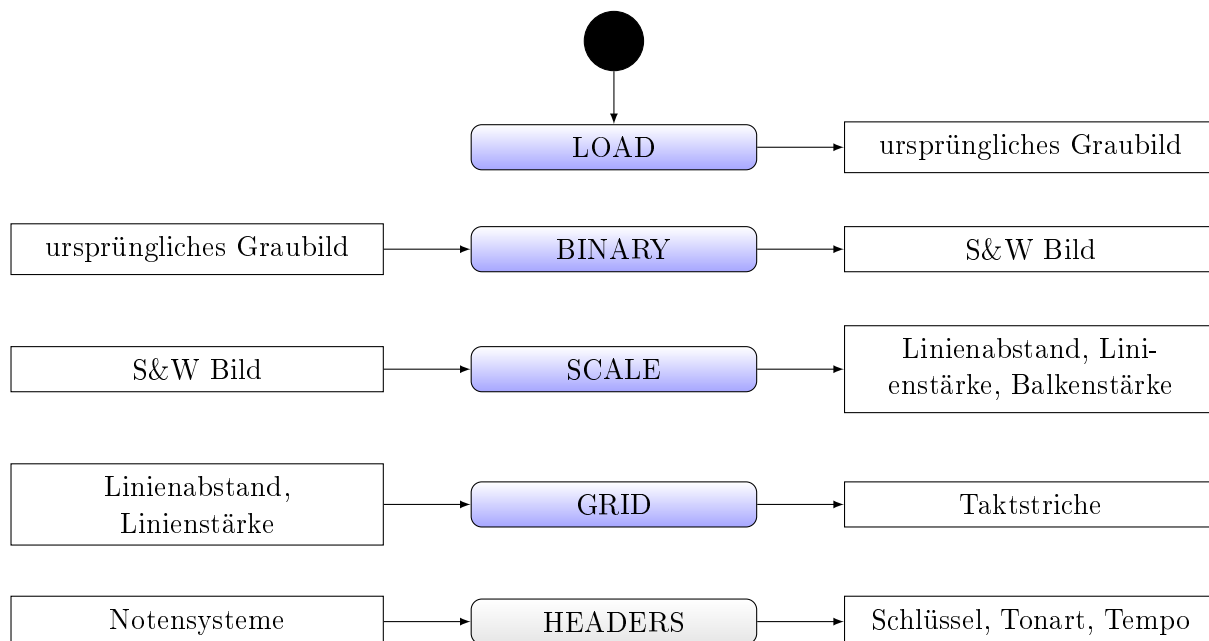 LOAD
ursprüngliches Graubild
ursprüngliches Graubild
BINARY
S&W Bild
S&W Bild
SCALE
Linienabstand, Lini-
enstärke, Balkenstärke
Linienabstand,
Linienstärke
GRID
Taktstriche
Notensysteme
HEADERS
Schlüssel, Tonart, Tempo